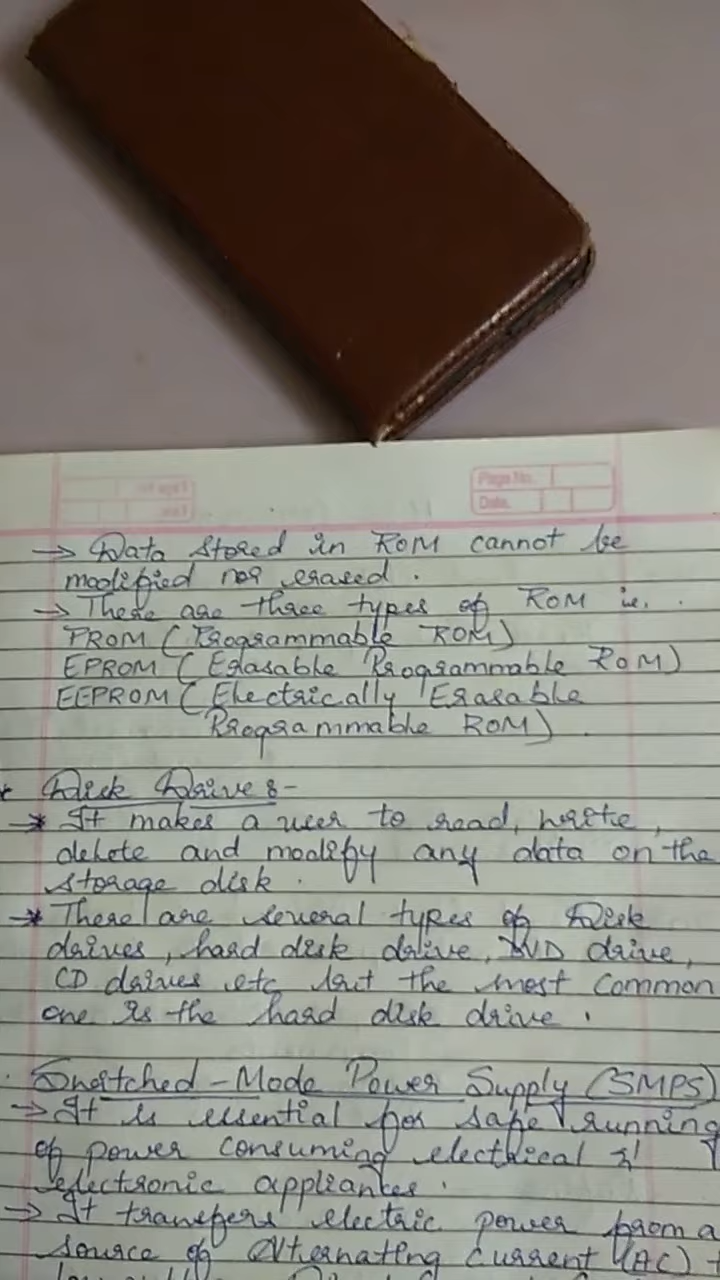 Page No.
Date.
→ Data stored in ROM cannot be
modified nor erased.
→ These are three types of ROM i.e.
PROM (Programmable ROM)
EPROM (Erasable Programmable ROM)
EEPROM (Electrically Erasable
Programmable ROM).
* Disk Drive :-
→* It makes a user to read, write,
delete and modify any data on the
storage disk.
→* There are several types of Disk
drives, hard disk drive, DVD drive,
CD drives etc but the most common
one is the hard disk drive.
Switched-Mode Power Supply (SMPS)
→ It is essential for safe running
of power consuming electrical &
electronic appliances.
→ It transfers electric power from a
source of Alternating Current (AC)